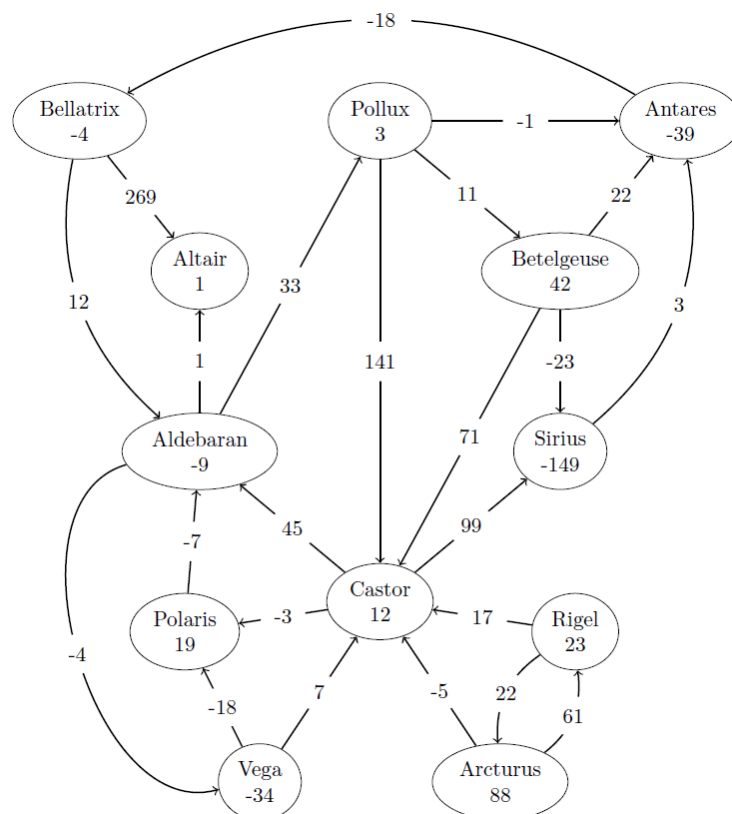 -18
Bellatrix
-4
Pollux
3
-1
Antares
-39
269
11
22
Altair
1
Betelgeuse
42
12
33
3
1
141
-23
71
Aldebaran
-9
Sirius
-149
45
99
-7
Castor
12
Polaris
19
-3
17
Rigel
23
-4
-18
7
-5
22
61
Vega
-34
Arcturus
88